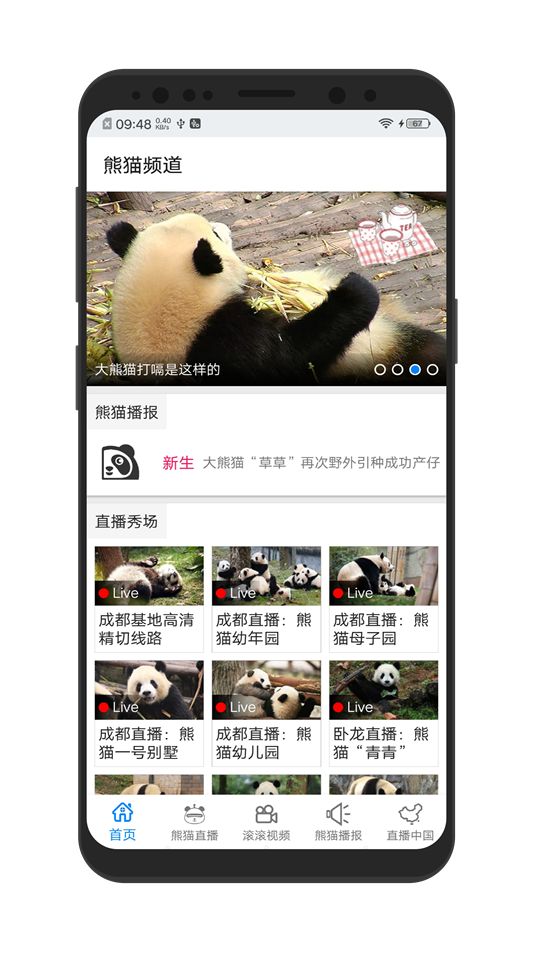 09:48 0.40 KB/s
67
熊猫频道
TEA
大熊猫打嗝是这样的
熊猫播报
新生 大熊猫“草草”再次野外引种成功产仔
直播秀场
Live
Live
Live
成都基地高清精切线路
成都直播：熊猫幼年园
成都直播：熊猫母子园
Live
Live
Live
成都直播：熊猫一号别墅
成都直播：熊猫幼儿园
卧龙直播：熊猫“青青”
首页
熊猫直播
滚滚视频
熊猫播报
直播中国